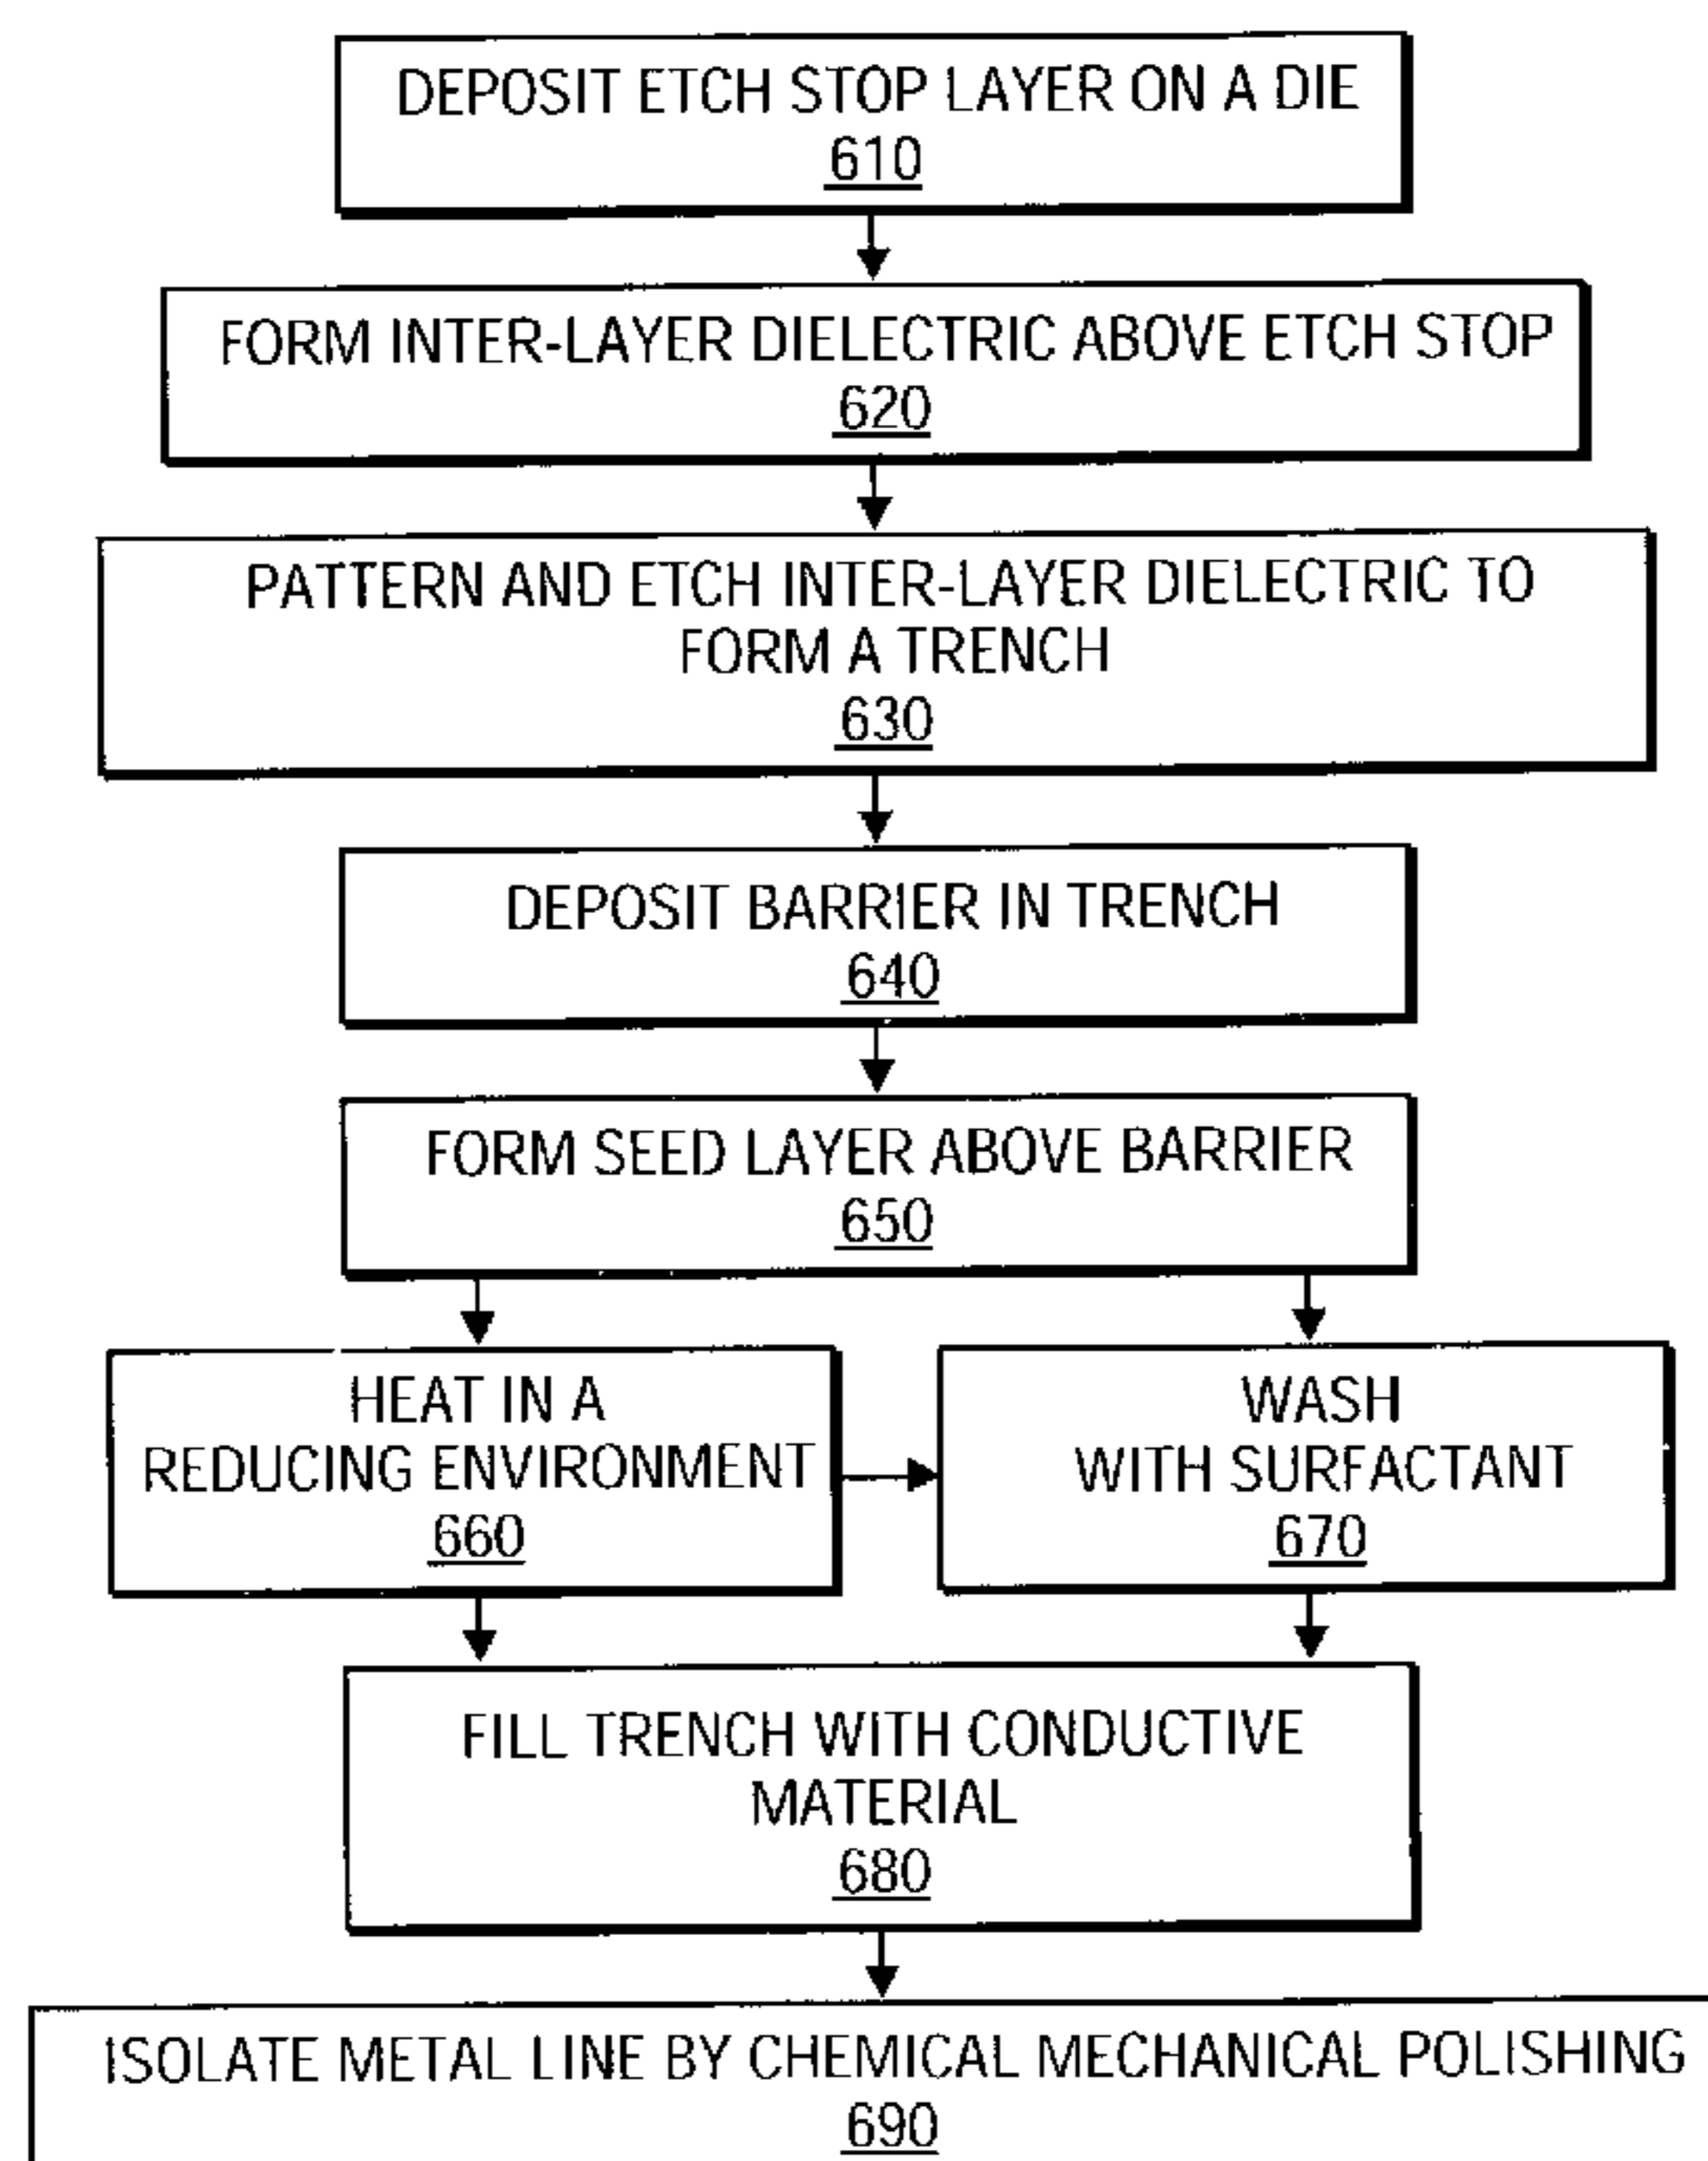 DEPOSIT ETCH STOP LAYER ON A DIE
610
FORM INTER-LAYER DIELECTRIC ABOVE ETCH STOP
620
PATTERN AND ETCH INTER-LAYER DIELECTRIC TO
FORM A TRENCH
630
DEPOSIT BARRIER IN TRENCH
640
FORM SEED LAYER ABOVE BARRIER
650
HEAT IN A
REDUCING ENVIRONMENT
660
WASH
WITH SURFACTANT
670
FILL TRENCH WITH CONDUCTIVE
MATERIAL
680
ISOLATE METAL LINE BY CHEMICAL MECHANICAL POLISHING
690